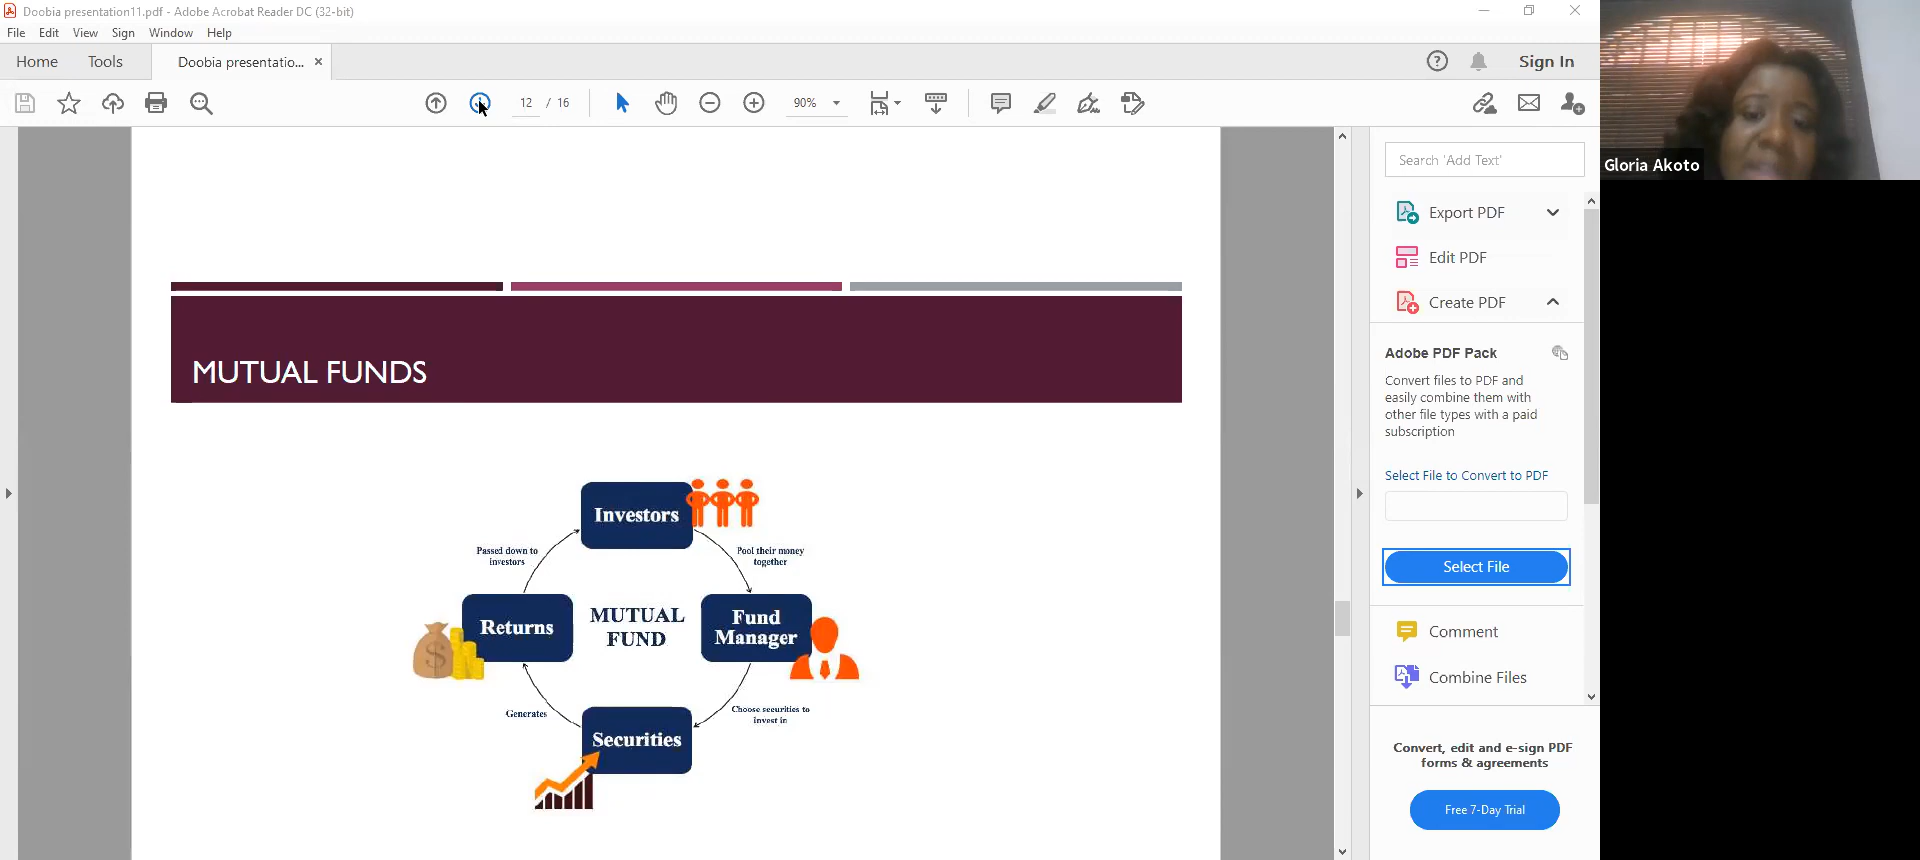 Doobia presentation11.pdf - Adobe Acrobat Reader DC (32-bit)
File Edit View Sign Window Help
Home Tools Doobia presentatio... × Sign In
12 / 16 90%
Gloria Akoto
Search 'Add Text'
Export PDF
Edit PDF
Create PDF
Adobe PDF Pack
Convert files to PDF and
easily combine them with
other file types with a paid
subscription
Select File to Convert to PDF
Select File
Comment
Combine Files
Convert, edit and e-sign PDF
forms & agreements
Free 7-Day Trial
MUTUAL FUNDS
Investors
Passed down to
investors
Pool their money
together
Returns
MUTUAL
FUND
Fund
Manager
Generates
Choose securities to
invest in
Securities